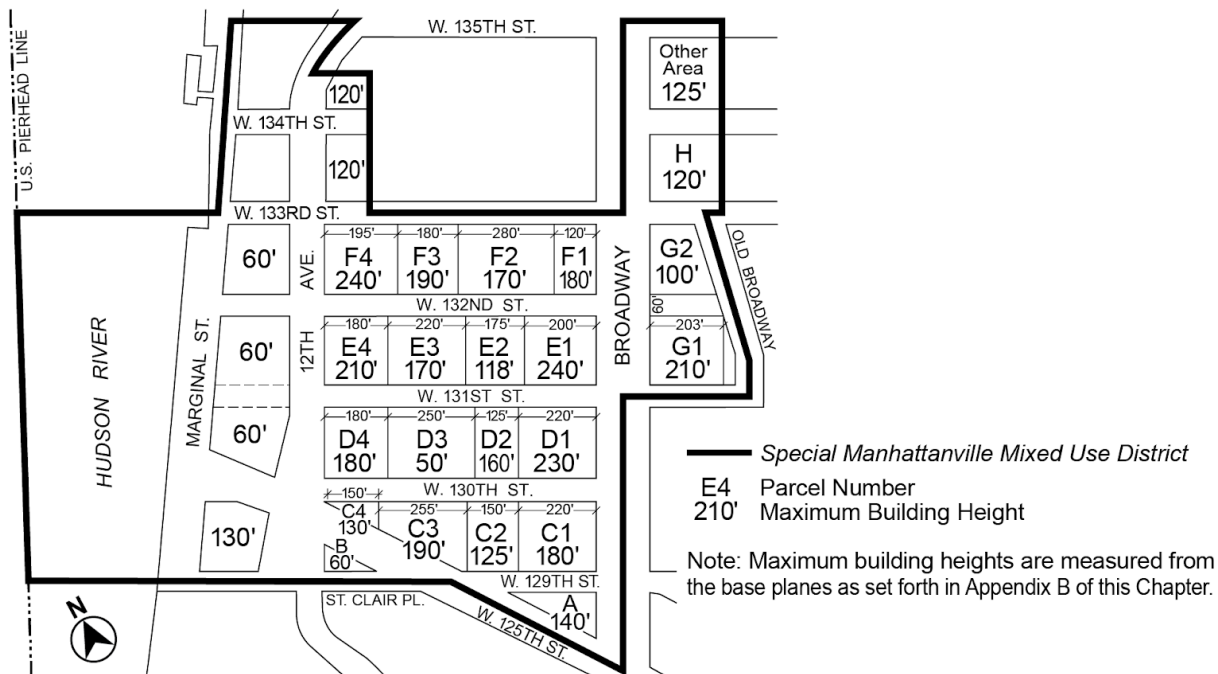 U.S. PIERHEAD LINE
W. 135TH ST.
Other
Area
125'
120'
W. 134TH ST.
120'
H
120'
W. 133RD ST.
195' 180' 280' 120'
60'
F4
240'
F3
190'
F2
170'
F1
180'
G2
100'
OLD BROADWAY
AVE.
W. 132ND ST.
BROADWAY
60'
180' 220' 175' 200' 203'
60'
12TH
E4
210'
E3
170'
E2
118'
E1
240'
G1
210'
HUDSON RIVER
MARGINAL ST.
W. 131ST ST.
180' 250' 125' 220'
60'
D4
180'
D3
50'
D2
160'
D1
230'
W. 130TH ST.
150' 255' 150' 220'
130'
C4
130'
C3
190'
C2
125'
C1
180'
B
60'
W. 129TH ST.
ST. CLAIR PL.
W. 125TH ST.
A
140'
N
Special Manhattanville Mixed Use District
E4 Parcel Number
210' Maximum Building Height
Note: Maximum building heights are measured from
the base planes as set forth in Appendix B of this Chapter.